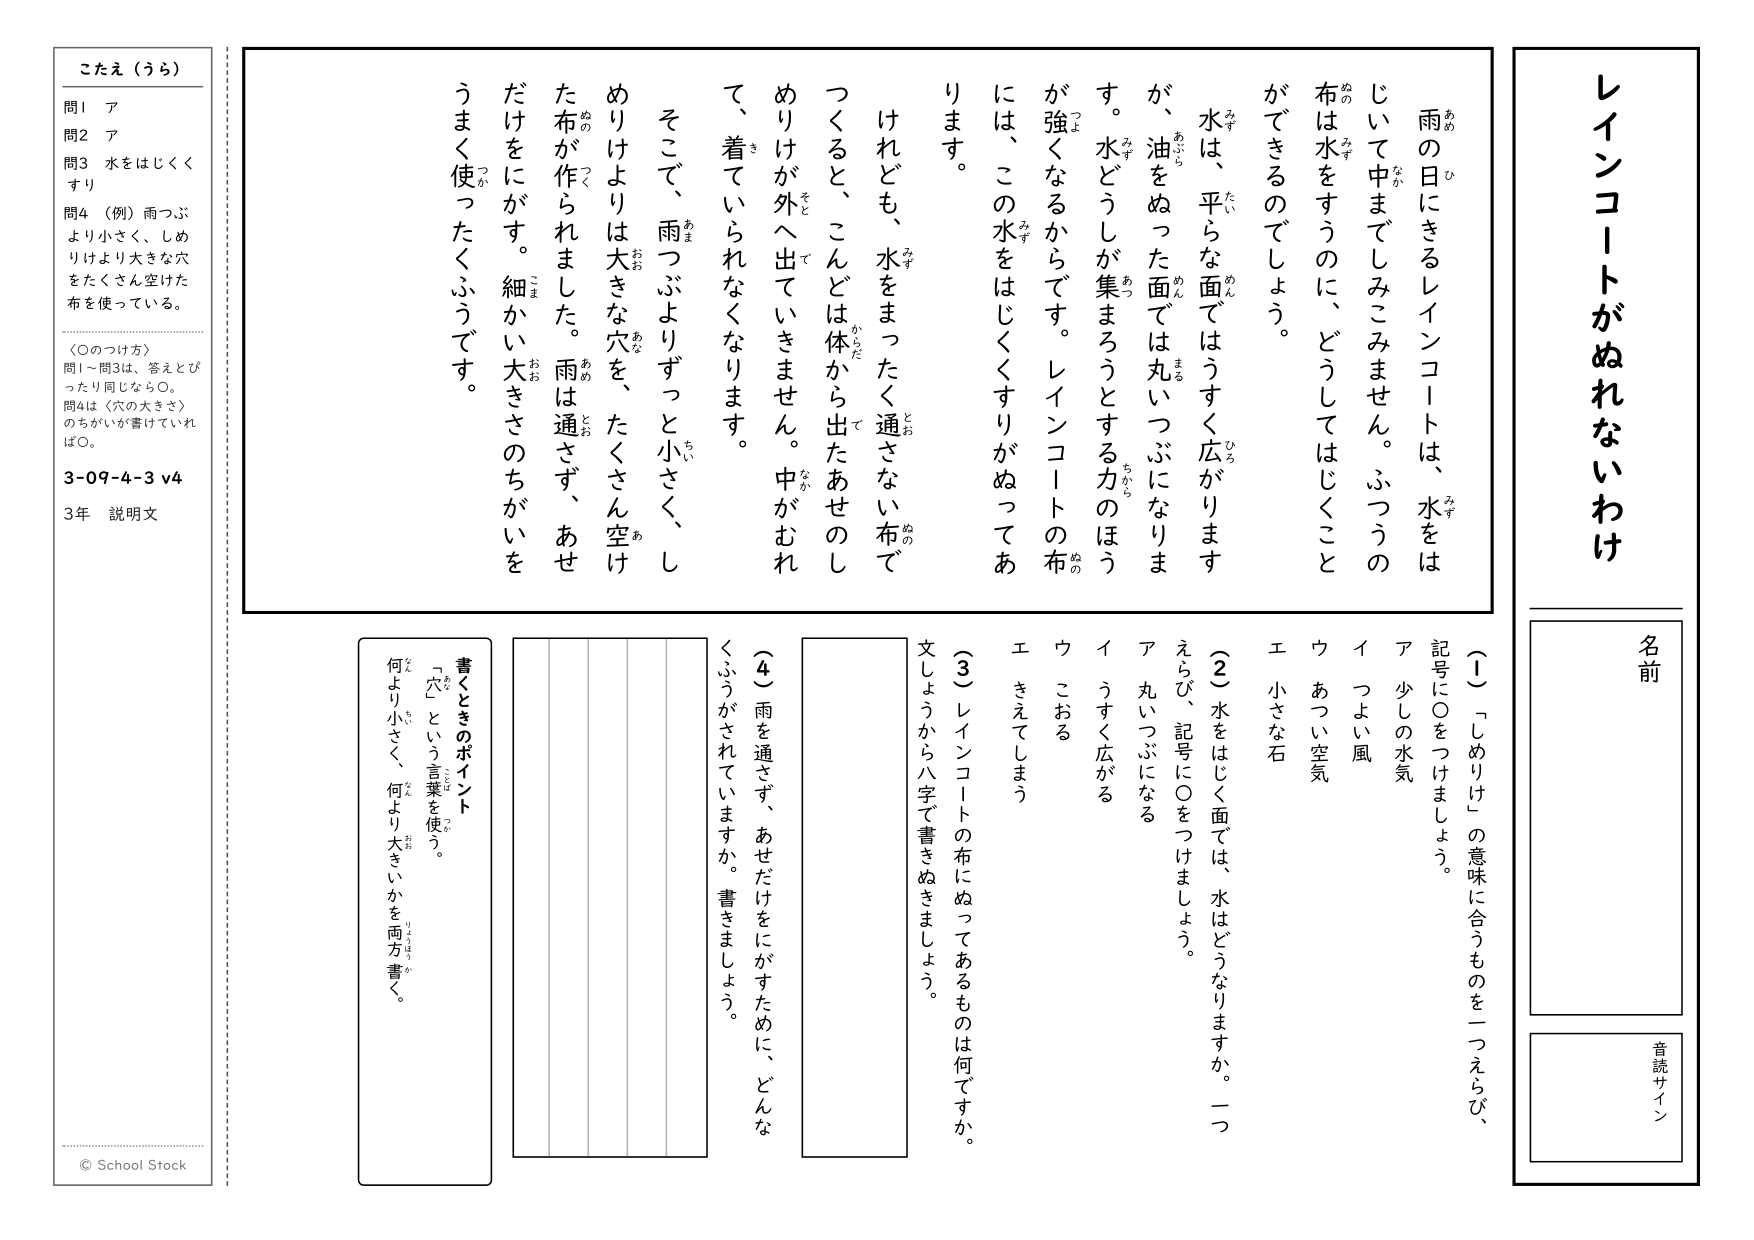 レインコートがぬれないわけ
名前
音読サイン
雨の日にきるレインコートは、水をは
じいて中までしみこみません。ふつうの
布は水をすうのに、どうしてはじくこと
ができるのでしょう。
水は、平らな面ではうすく広がります
が、油をぬった面では丸いつぶになりま
す。水どうしが集まろうとする力のほう
が強くなるからです。レインコートの布
には、この水をはじくくすりがぬってあ
ります。
けれども、水をまったく通さない布で
つくると、こんどは体から出たあせのし
めりけが外へ出ていきません。中がむれ
て、着ていられなくなります。
そこで、雨つぶよりずっと小さく、し
めりけよりは大きな穴を、たくさん空け
た布が作られました。雨は通さず、あせ
だけをにがす。細かい大きさのちがいを
うまく使ったくふうです。
(1)「しめりけ」の意味に合うものを一つえらび、
記号に〇をつけましょう。
ア 少しの水気
イ つよい風
ウ あつい空気
エ 小さな石
(2) 水をはじく面では、水はどうなりますか。一つ
えらび、記号に〇をつけましょう。
ア 丸いつぶになる
イ うすく広がる
ウ こおる
エ きえてしまう
(3) レインコートの布にぬってあるものは何ですか。
文しょうから八字で書きぬきましょう。
(4) 雨を通さず、あせだけをにがすために、どんな
くふうがされていますか。書きましょう。
書くときのポイント
「穴」という言葉を使う。
何より小さく、何より大きいかを両方書く。
こたえ（うら）
問1 ア
問2 ア
問3 水をはじくく
すり
問4 （例）雨つぶ
より小さく、しめ
りけより大きな穴
をたくさん空けた
布を使っている。
〈〇のつけ方〉
問1～問3は、答えとぴ
ったり同じなら〇。
問4は〈穴の大きさ〉
のちがいが書けていれ
ば〇。
3-09-4-3 v4
3年 説明文
© School Stock